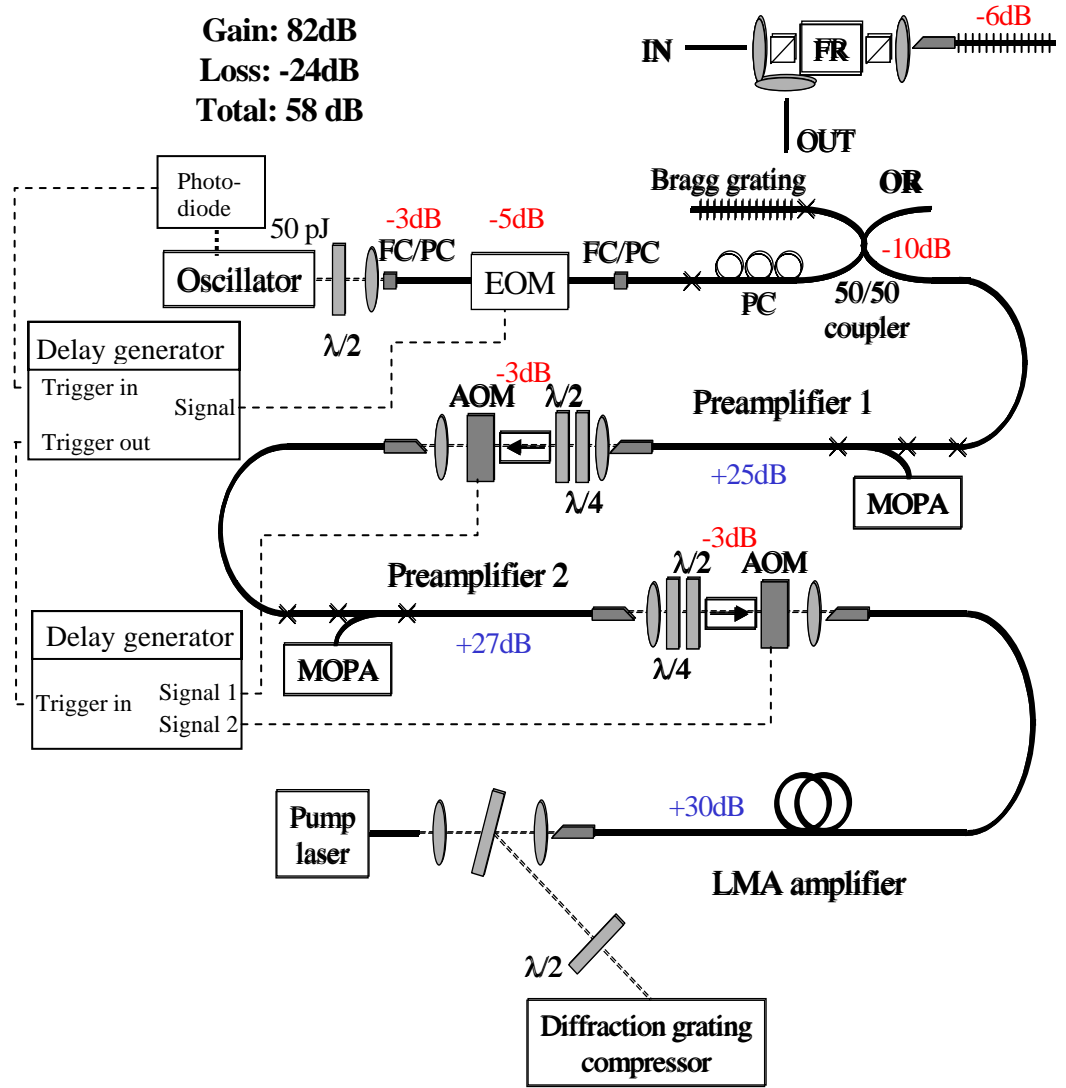 Gain: 82dB
Loss: -24dB
Total: 58 dB
-6dB
IN
FR
OUT
Photo-
diode
Bragg grating
OR
50 pJ
-3dB
-5dB
-10dB
FC/PC
FC/PC
Oscillator
EOM
PC
50/50
coupler
λ/2
Delay generator
Trigger in
Signal
Trigger out
-3dB
AOM
λ/2
Preamplifier 1
λ/4
+25dB
MOPA
-3dB
λ/2
AOM
Preamplifier 2
+27dB
λ/4
MOPA
Delay generator
Trigger in
Signal 1
Signal 2
+30dB
Pump
laser
LMA amplifier
λ/2
Diffraction grating
compressor